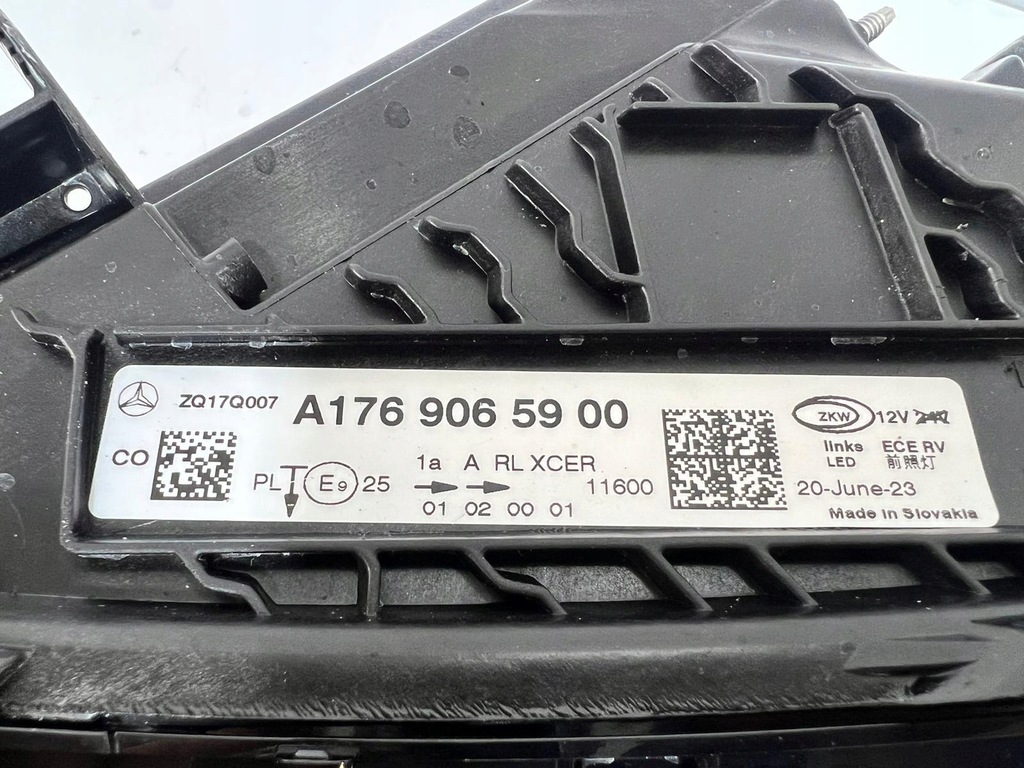 ZQ17Q007 A176 906 59 00
CO
PL E9 25
1a A RL XCER
01 02 00 01
11600
ZKW 12V
links ECE RV
LED 前照灯
20-June-23
Made in Slovakia